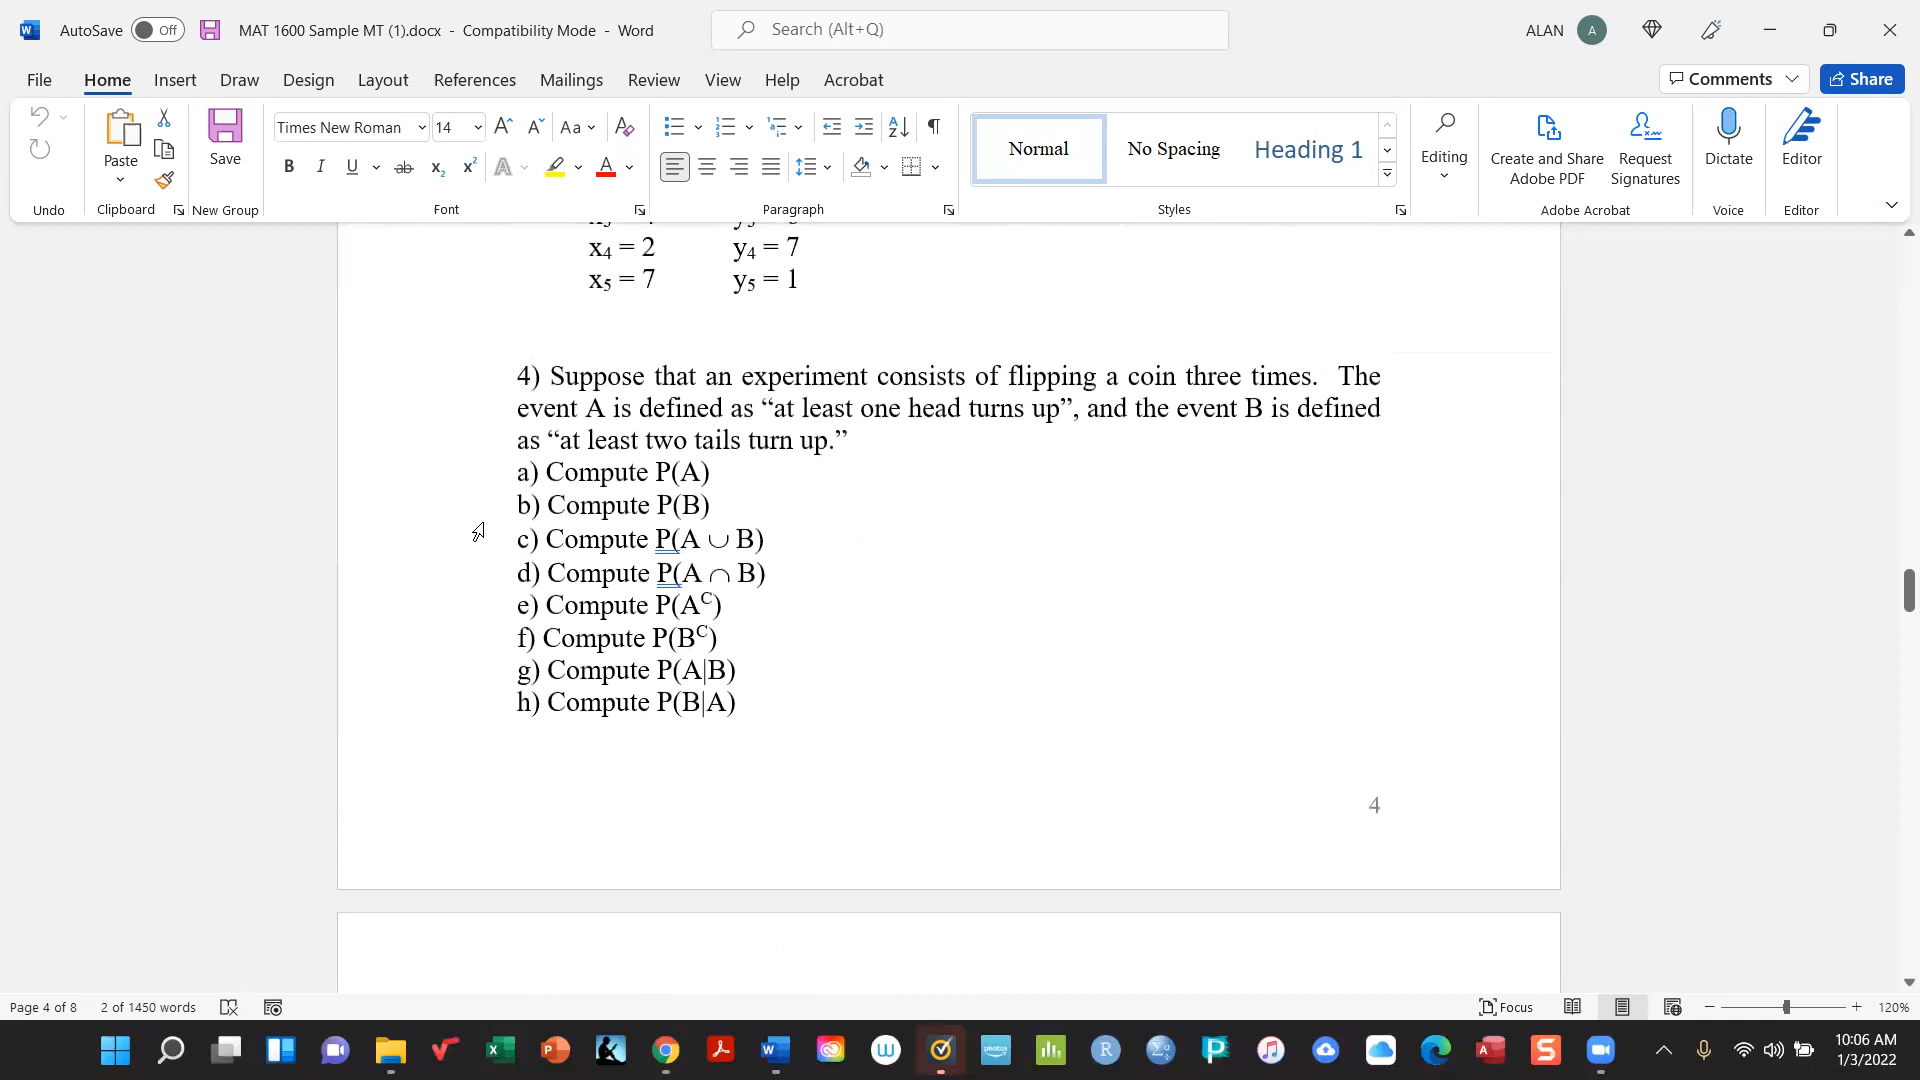 AutoSave Off MAT 1600 Sample MT (1).docx - Compatibility Mode - Word Search (Alt+Q) ALAN A
File Home Insert Draw Design Layout References Mailings Review View Help Acrobat Comments Share
Times New Roman 14 Aa
Paste Save Normal No Spacing Heading 1 Editing Create and Share Adobe PDF Request Signatures Dictate Editor
Undo Clipboard New Group Font Paragraph Styles Adobe Acrobat Voice Editor
x₄ = 2 y₄ = 7
x₅ = 7 y₅ = 1
4) Suppose that an experiment consists of flipping a coin three times. The
event A is defined as “at least one head turns up”, and the event B is defined
as “at least two tails turn up.”
a) Compute P(A)
b) Compute P(B)
c) Compute P(A ∪ B)
d) Compute P(A ∩ B)
e) Compute P(Aᶜ)
f) Compute P(Bᶜ)
g) Compute P(A|B)
h) Compute P(B|A)
4
Page 4 of 8 2 of 1450 words Focus 120%
10:06 AM
1/3/2022